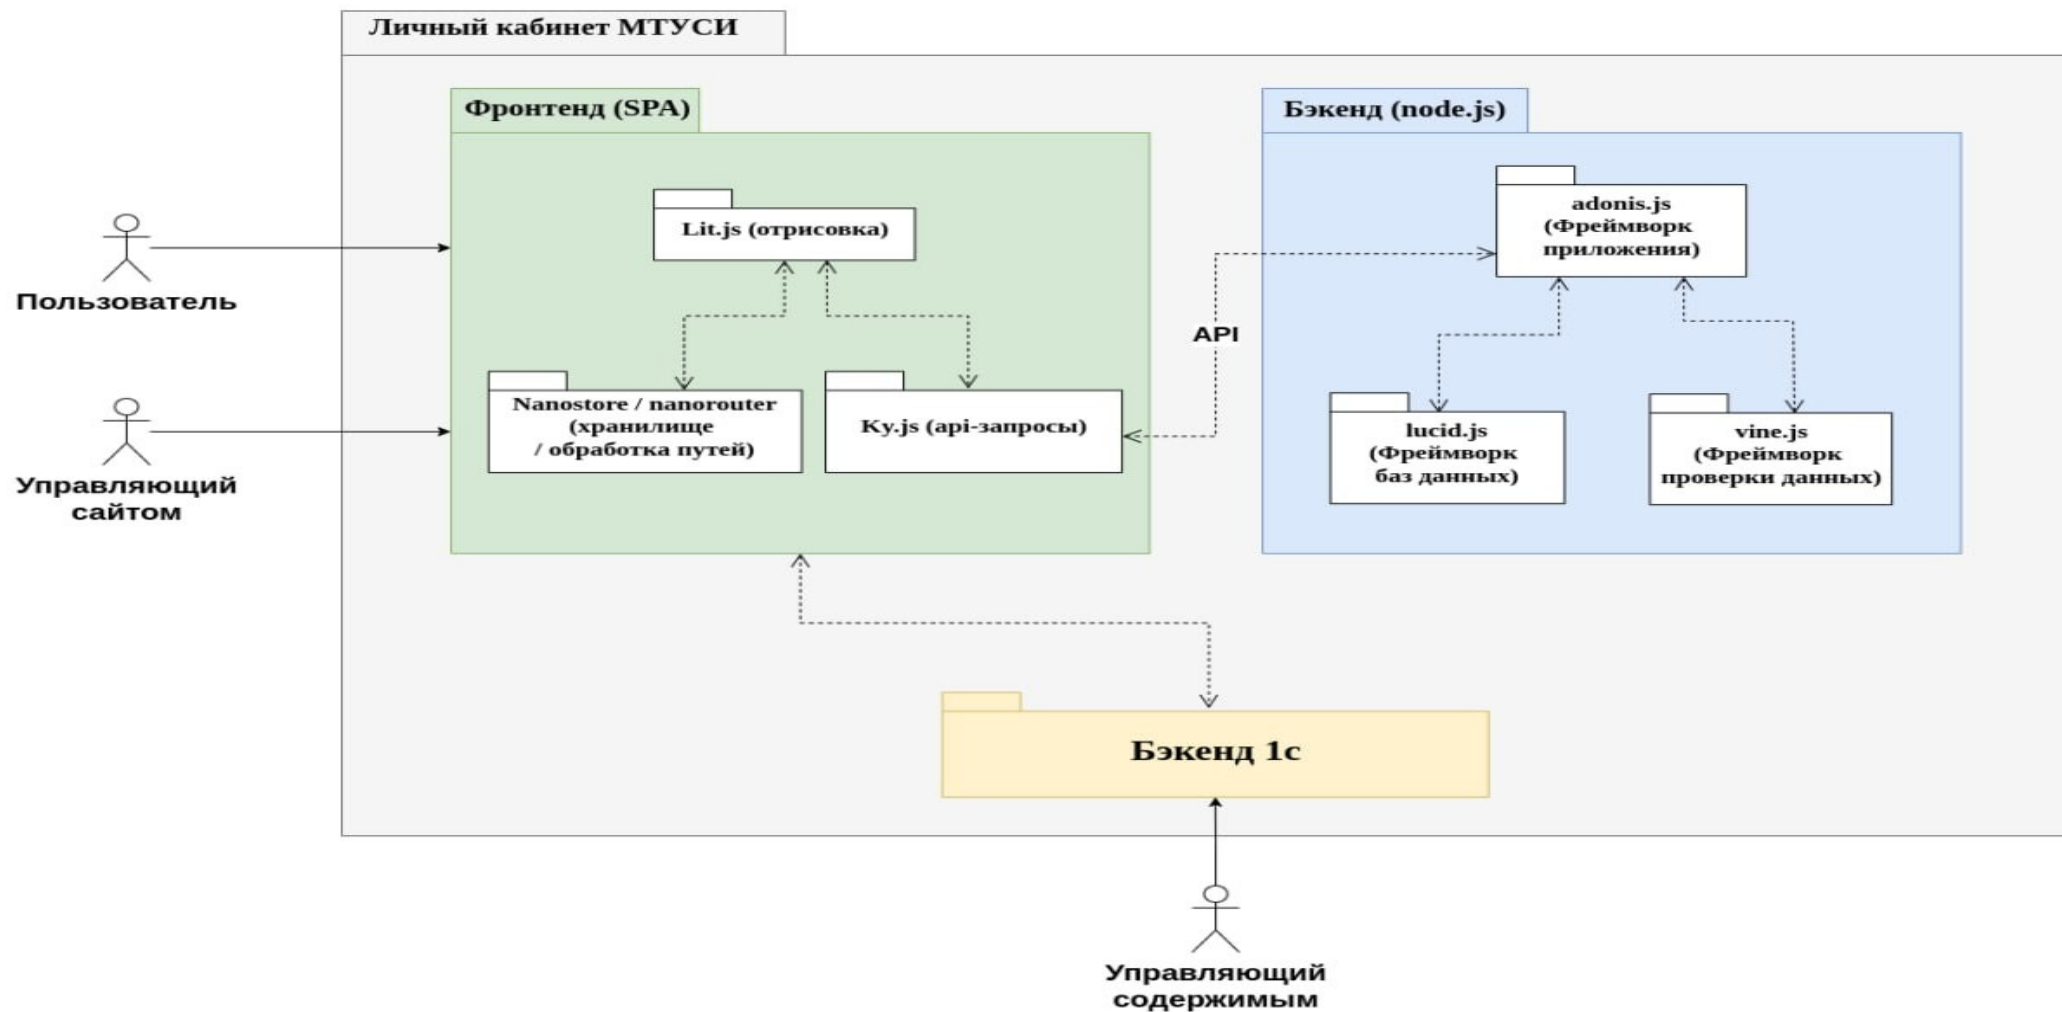 Личный кабинет МТУСИ
Фронтенд (SPA)
Бэкенд (node.js)
Lit.js (отрисовка)
adonis.js
(Фреймворк
приложения)
Пользователь
API
Nanostore / nanorouter
(хранилище
/ обработка путей)
Ky.js (api-запросы)
lucid.js
(Фреймворк
баз данных)
vine.js
(Фреймворк
проверки данных)
Управляющий
сайтом
Бэкенд 1с
Управляющий
содержимым